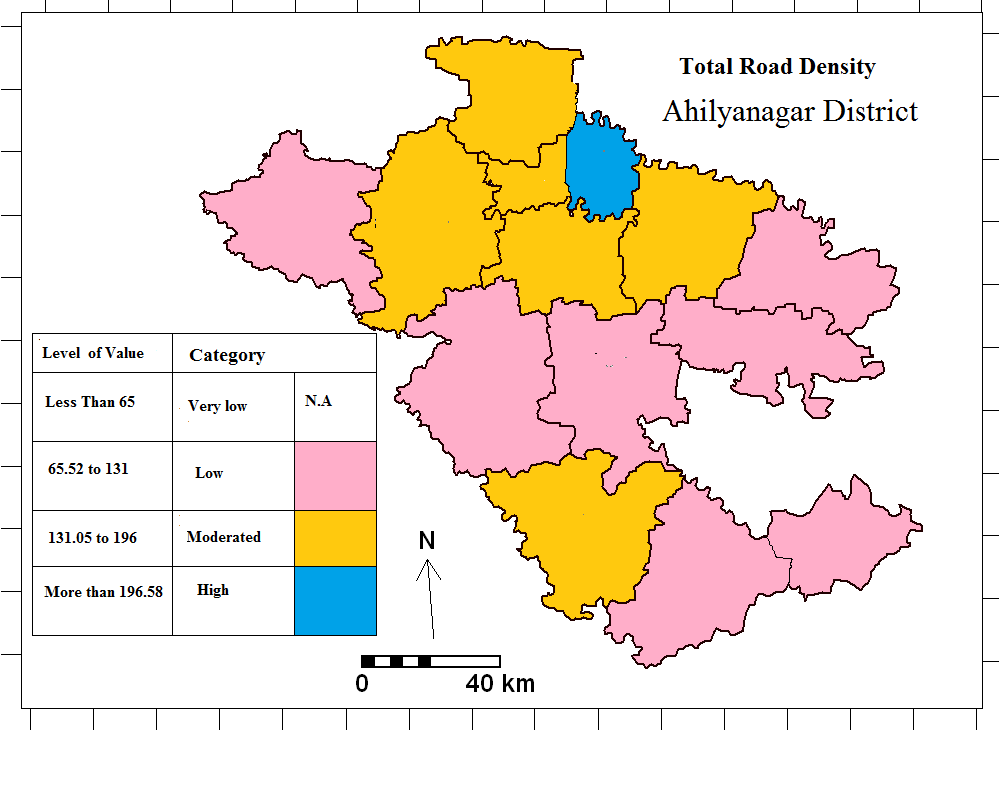 Total Road Density
Ahilyanagar District
Level of Value Category
Less Than 65 Very low N.A
65.52 to 131 Low
131.05 to 196 Moderated
More than 196.58 High
N
0 40 km